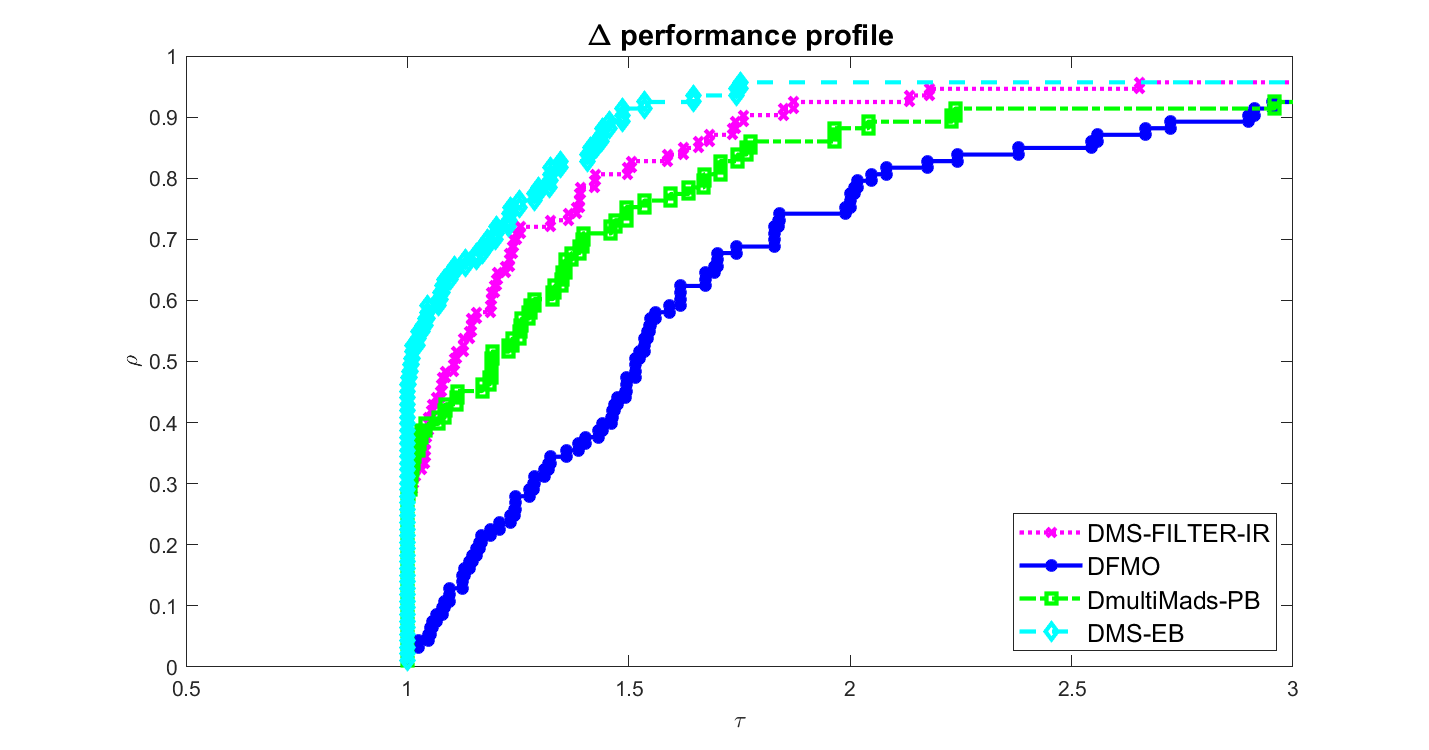 Δ performance profile
1
0.9
0.8
0.7
0.6
0.5
0.4
0.3
0.2
0.1
0
ρ
DMS-FILTER-IR
DFMO
DmultiMads-PB
DMS-EB
0.5 1 1.5 2 2.5 3
τ